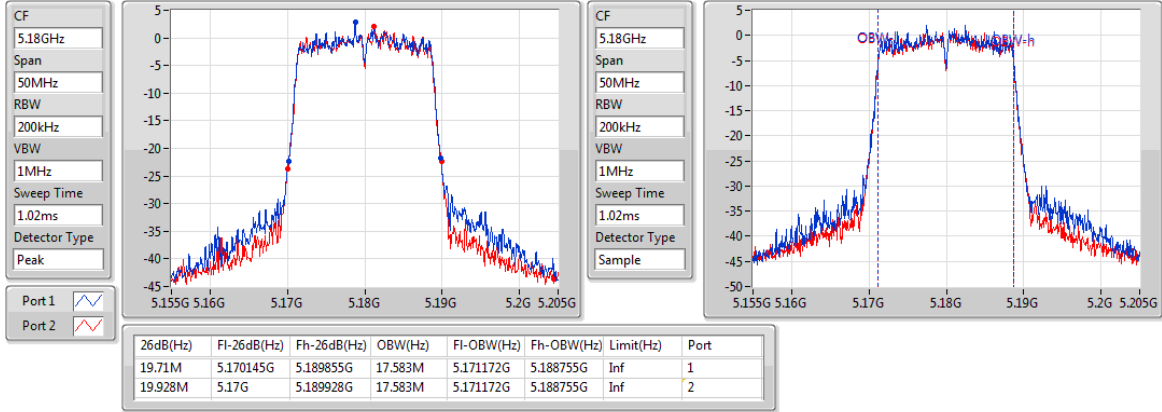 CF
5.18GHz
Span
50MHz
RBW
200kHz
VBW
1MHz
Sweep Time
1.02ms
Detector Type
Peak
Port 1
Port 2
5
0
-5
-10
-15
-20
-25
-30
-35
-40
-45
5.155G 5.16G 5.17G 5.18G 5.19G 5.2G 5.205G
CF
5.18GHz
Span
50MHz
RBW
200kHz
VBW
1MHz
Sweep Time
1.02ms
Detector Type
Sample
5
0
-5
-10
-15
-20
-25
-30
-35
-40
-45
-50
5.155G 5.16G 5.17G 5.18G 5.19G 5.2G 5.205G
OBW-h
26dB(Hz) Fl-26dB(Hz) Fh-26dB(Hz) OBW(Hz) Fl-OBW(Hz) Fh-OBW(Hz) Limit(Hz) Port
19.71M 5.170145G 5.189855G 17.583M 5.171172G 5.188755G Inf 1
19.928M 5.17G 5.189928G 17.583M 5.171172G 5.188755G Inf 2